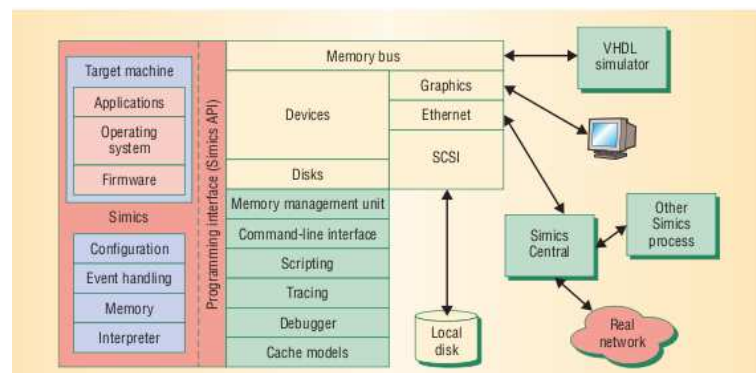 Target machine
Applications
Operating
system
Firmware
Simics
Configuration
Event handling
Memory
Interpreter
Programming interface (Simics API)
Memory bus
Devices
Graphics
Ethernet
SCSI
Disks
Memory management unit
Command-line interface
Scripting
Tracing
Debugger
Cache models
Local
disk
VHDL
simulator
Simics
Central
Other
Simics
process
Real
network